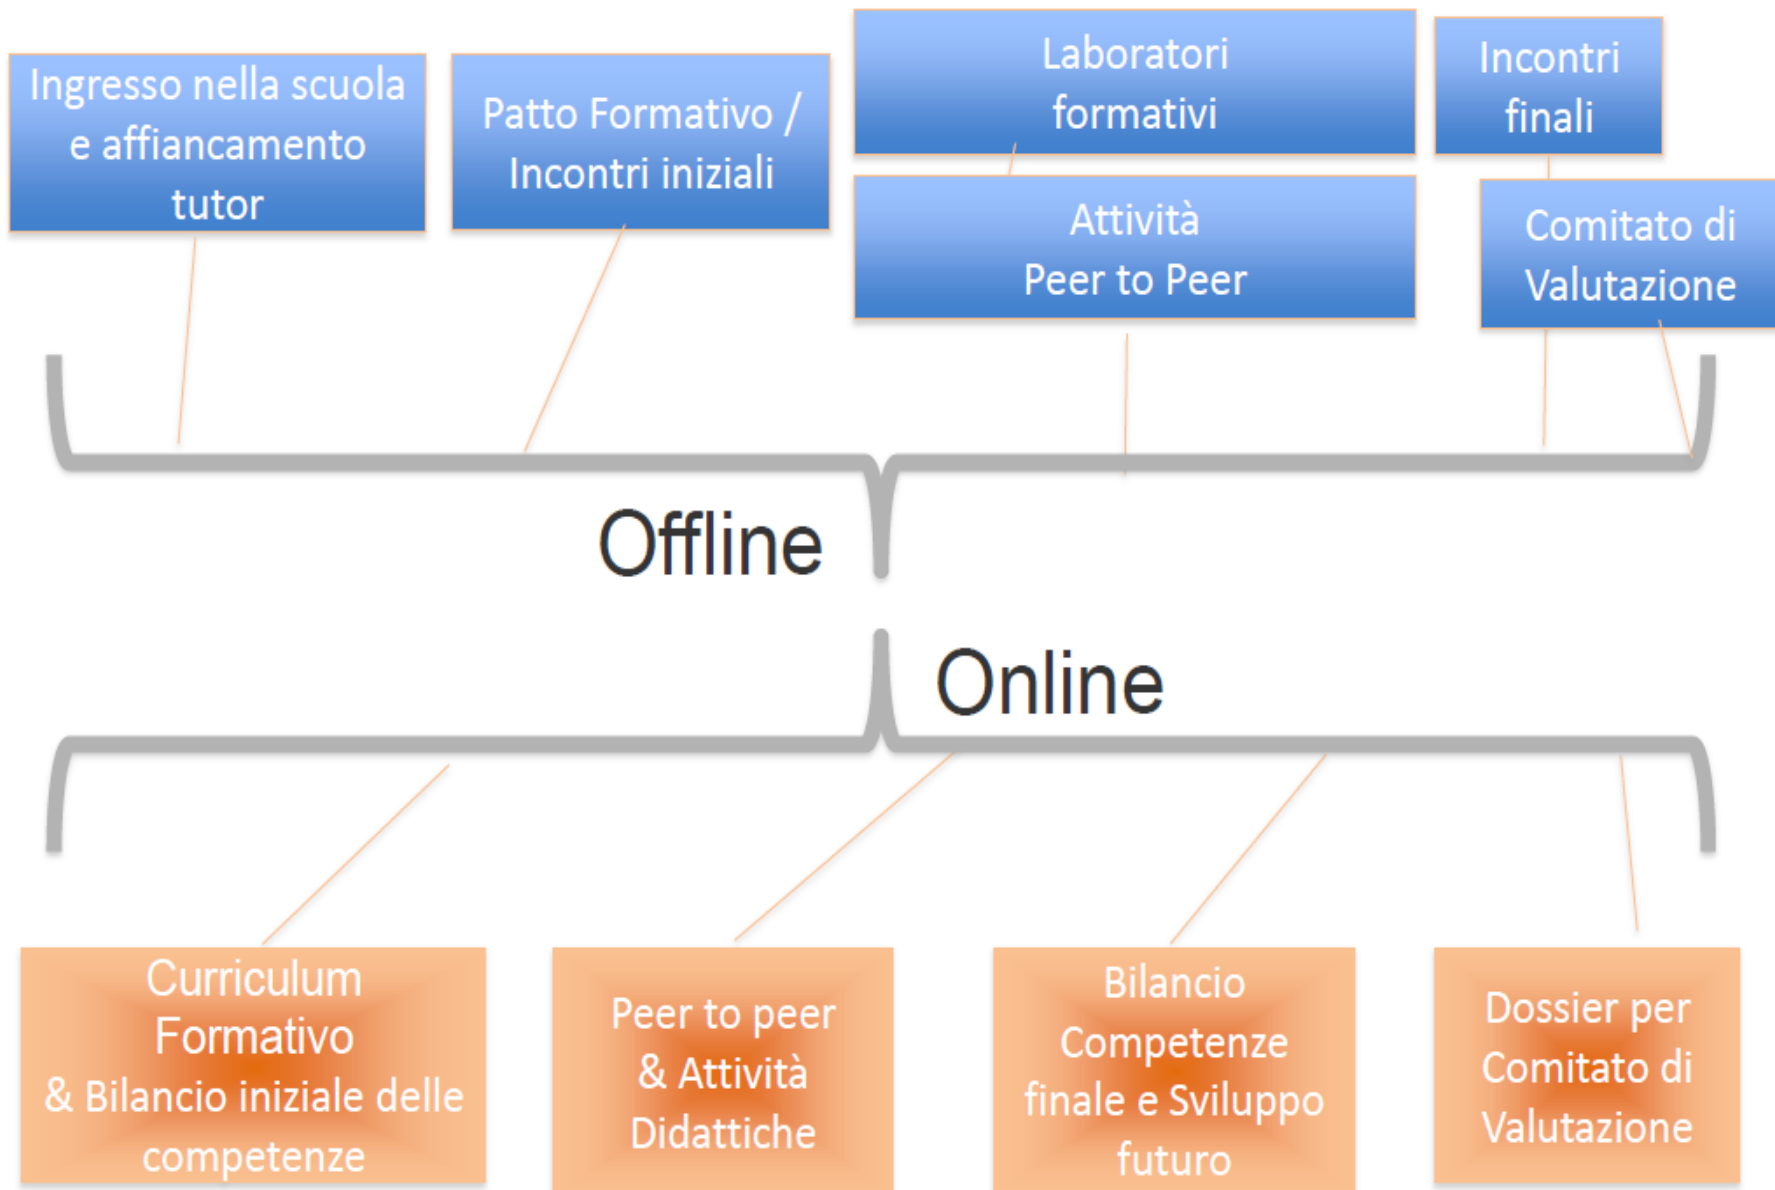 Ingresso nella scuola
e affiancamento
tutor
Patto Formativo /
Incontri iniziali
Laboratori
formativi
Attività
Peer to Peer
Incontri
finali
Comitato di
Valutazione
Offline
Online
Curriculum
Formativo
& Bilancio iniziale delle
competenze
Peer to peer
& Attività
Didattiche
Bilancio
Competenze
finale e Sviluppo
futuro
Dossier per
Comitato di
Valutazione